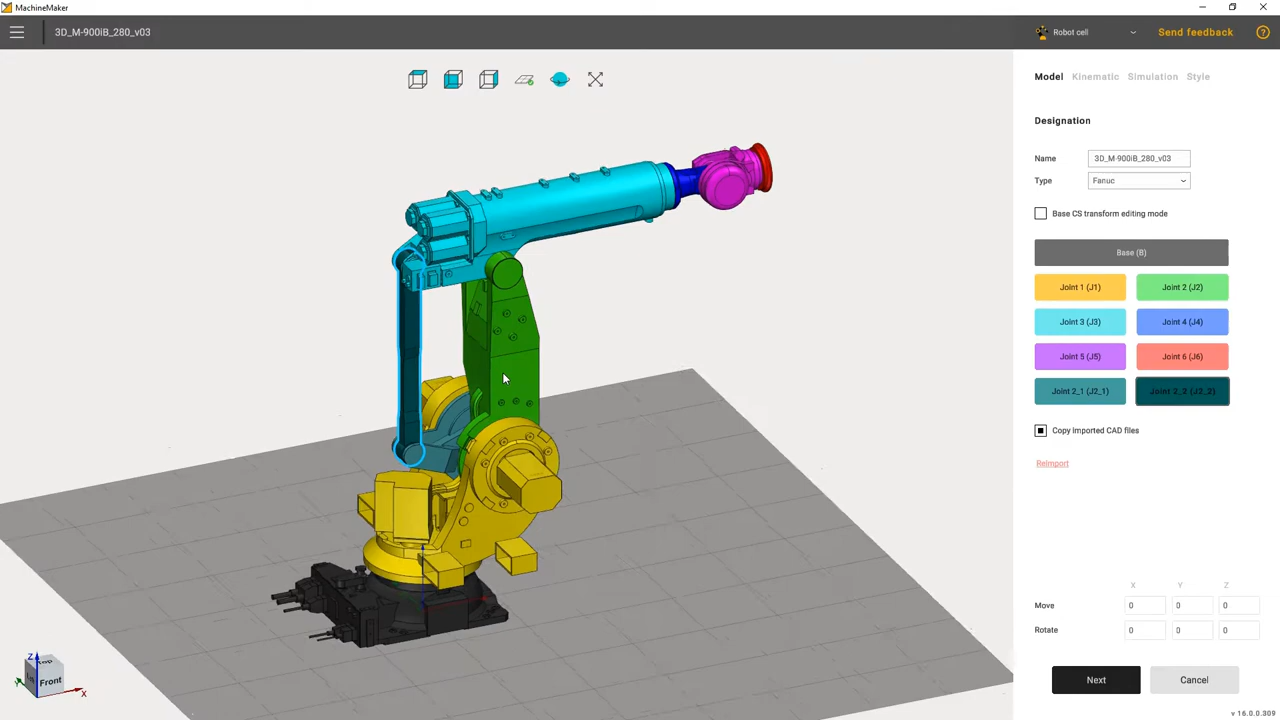 MachineMaker
3D_M-900iB_280_v03
Robot cell
Send feedback
?
Model Kinematic Simulation Style
Designation
Name 3D_M-900iB_280_v03
Type Fanuc
Base CS transform editing mode
Base (B)
Joint 1 (J1) Joint 2 (J2)
Joint 3 (J3) Joint 4 (J4)
Joint 5 (J5) Joint 6 (J6)
Joint 2_1 (J2_1) Joint 2_2 (J2_2)
Copy imported CAD files
Reimport
X Y Z
Move 0 0 0
Rotate 0 0 0
Next Cancel
v 16.0.0.309
Z
Top
Front
Y
X